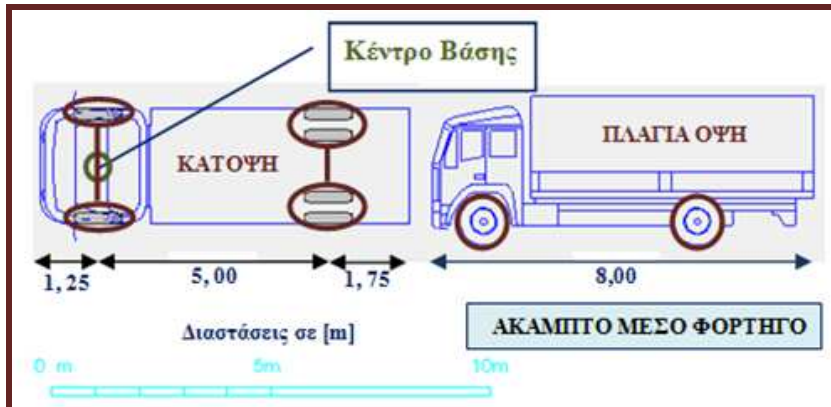 Κέντρο Βάσης
ΚΑΤΟΨΗ
ΠΛΑΓΙΑ ΟΨΗ
1, 25
5, 00
1, 75
8,00
Διαστάσεις σε [m]
ΑΚΑΜΠΤΟ ΜΕΣΟ ΦΟΡΤΗΓΟ
0 m 5m 10m